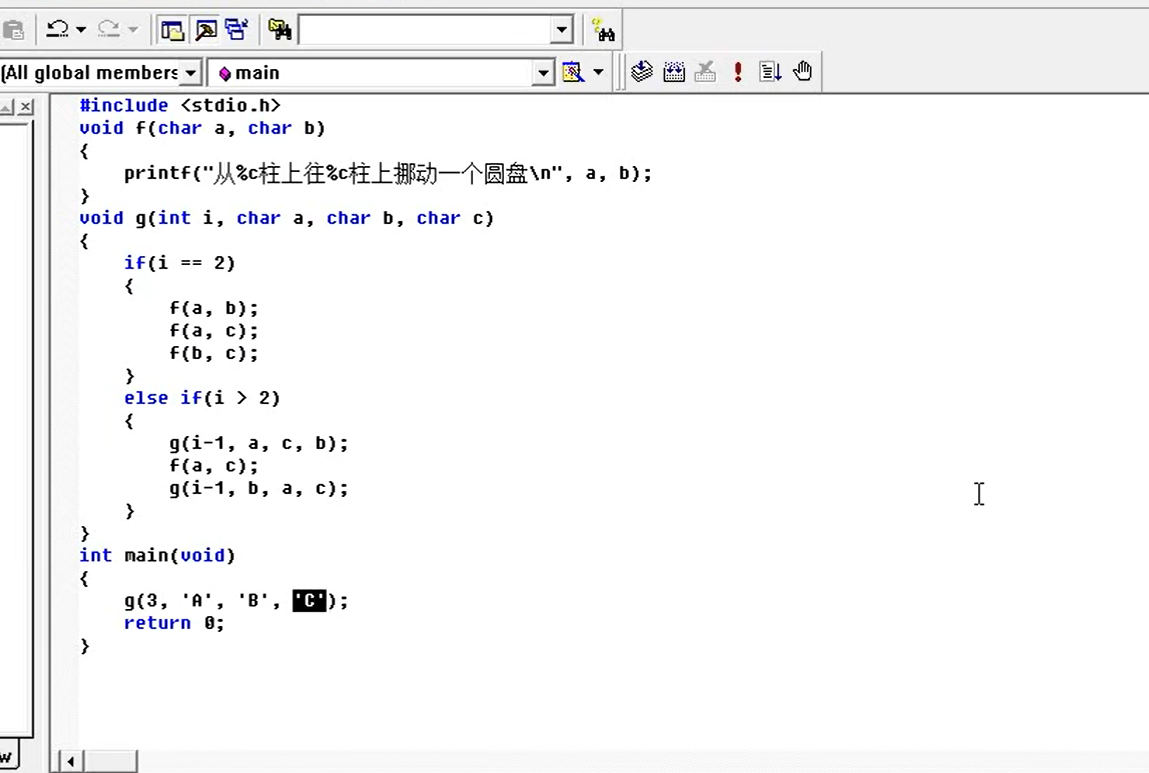 (All global members
main
#include <stdio.h>
void f(char a, char b)
{
    printf("从%c柱上往%c柱上挪动一个圆盘\n", a, b);
}
void g(int i, char a, char b, char c)
{
    if(i == 2)
    {
        f(a, b);
        f(a, c);
        f(b, c);
    }
    else if(i > 2)
    {
        g(i-1, a, c, b);
        f(a, c);
        g(i-1, b, a, c);
    }
}
int main(void)
{
    g(3, 'A', 'B', 'C');
    return 0;
}
w